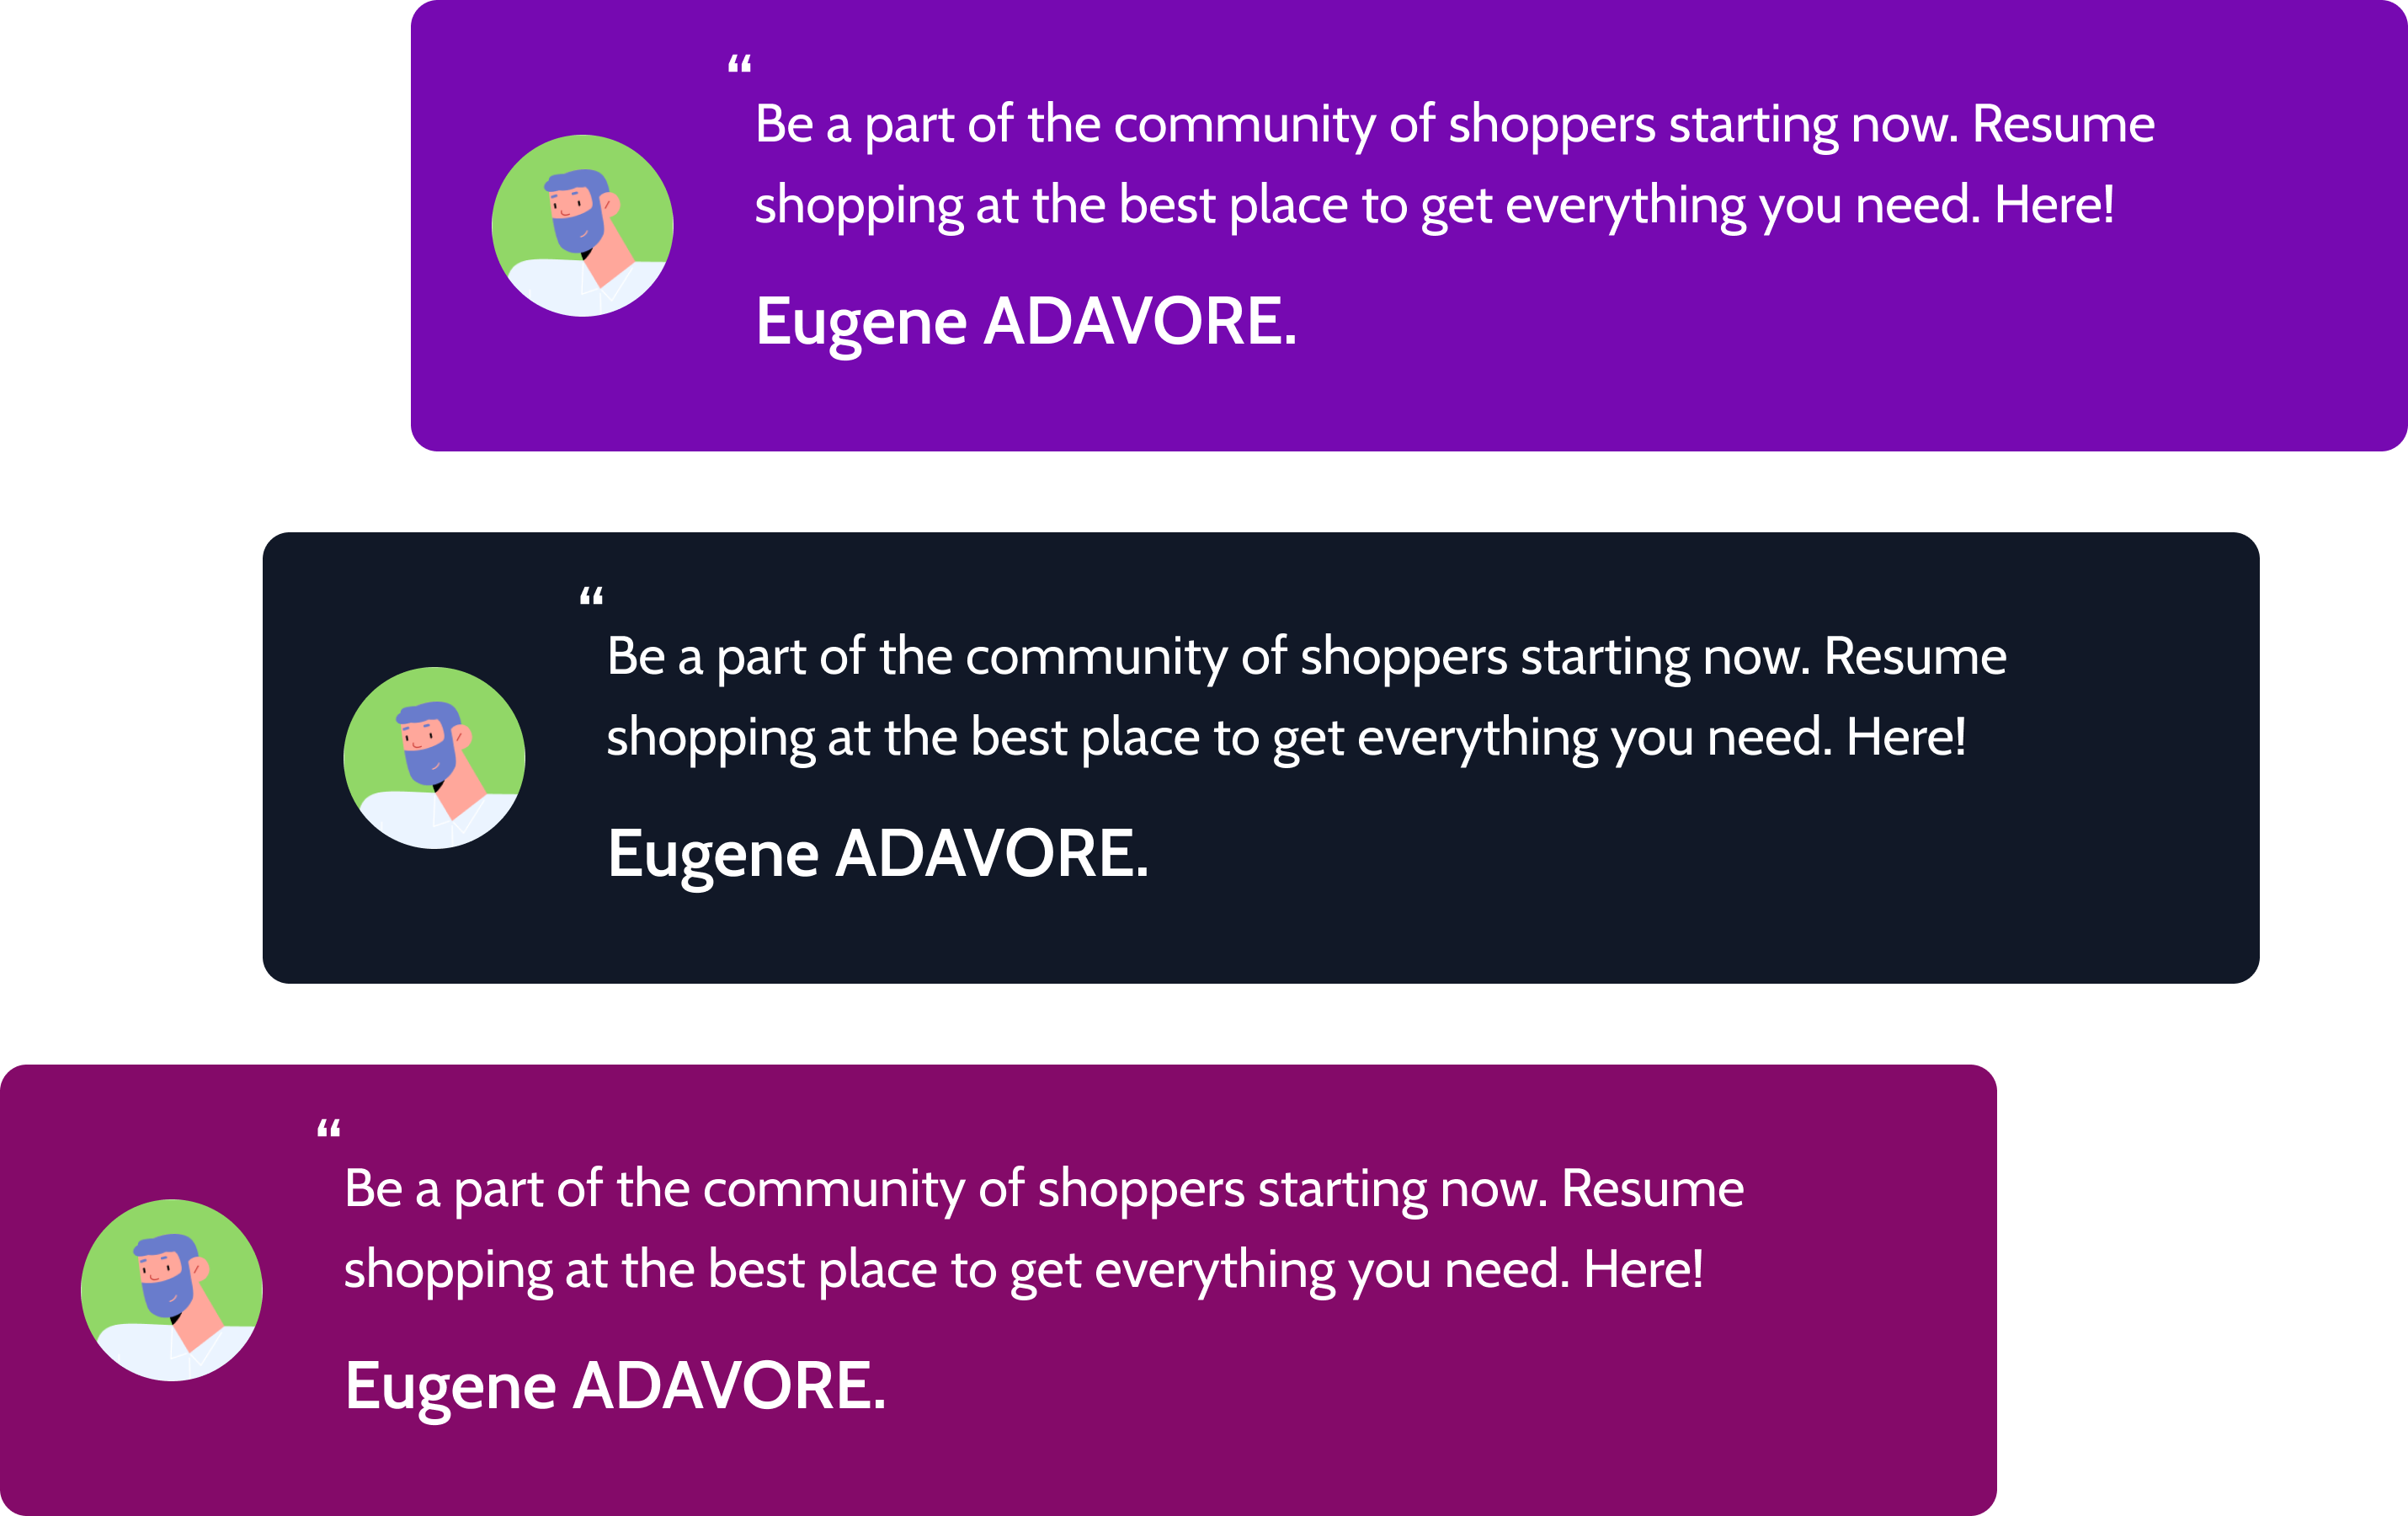 “
Be a part of the community of shoppers starting now. Resume
shopping at the best place to get everything you need. Here!
Eugene ADAVORE.
“
Be a part of the community of shoppers starting now. Resume
shopping at the best place to get everything you need. Here!
Eugene ADAVORE.
“
Be a part of the community of shoppers starting now. Resume
shopping at the best place to get everything you need. Here!
Eugene ADAVORE.